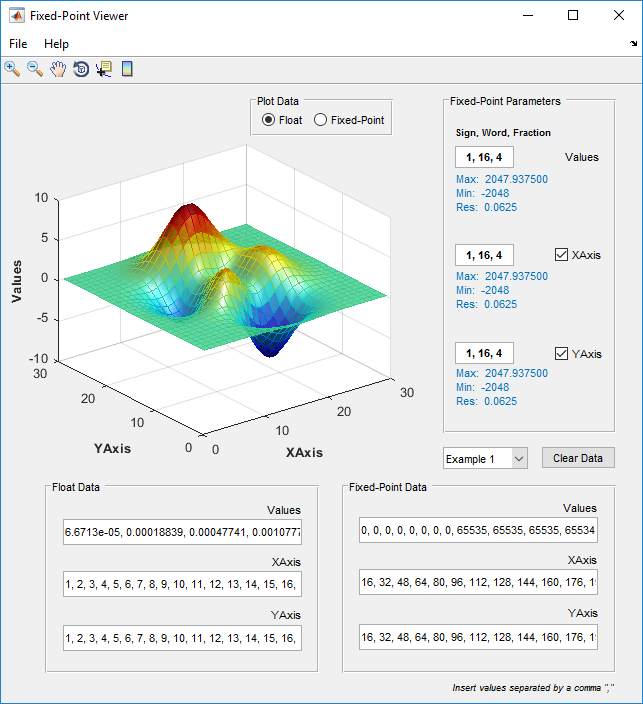 Fixed-Point Viewer
File Help
Plot Data
Float Fixed-Point
Fixed-Point Parameters
Sign, Word, Fraction
1, 16, 4 Values
Max: 2047.937500
Min: -2048
Res: 0.0625
1, 16, 4 XAxis
Max: 2047.937500
Min: -2048
Res: 0.0625
1, 16, 4 YAxis
Max: 2047.937500
Min: -2048
Res: 0.0625
10
5
0
-5
-10
Values
30
20
10
0
YAxis
0
10
20
30
XAxis
Example 1 Clear Data
Float Data
Values
6.6713e-05, 0.00018839, 0.00047741, 0.0010777
XAxis
1, 2, 3, 4, 5, 6, 7, 8, 9, 10, 11, 12, 13, 14, 15, 16,
YAxis
1, 2, 3, 4, 5, 6, 7, 8, 9, 10, 11, 12, 13, 14, 15, 16,
Fixed-Point Data
Values
0, 0, 0, 0, 0, 0, 0, 0, 65535, 65535, 65535, 65534
XAxis
16, 32, 48, 64, 80, 96, 112, 128, 144, 160, 176,
YAxis
16, 32, 48, 64, 80, 96, 112, 128, 144, 160, 176,
Insert values separated by a comma ","